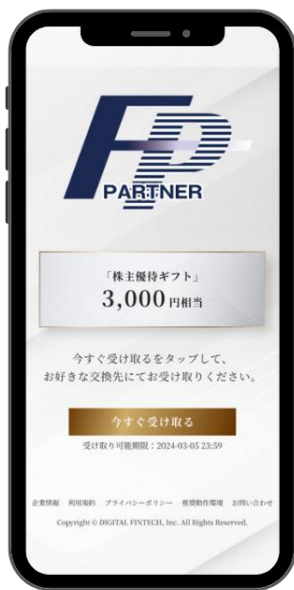 FP
PARTNER
「株主優待ギフト」
3,000円相当
今すぐ受け取るをタップして、
お好きな交換先にてお受け取りください。
今すぐ受け取る
受け取り可能期限：2024-03-05 23:59
企業情報 利用規約 プライバシーポリシー 推奨動作環境 お問い合わせ
Copyright © DIGITAL FINTECH, Inc. All Rights Reserved.